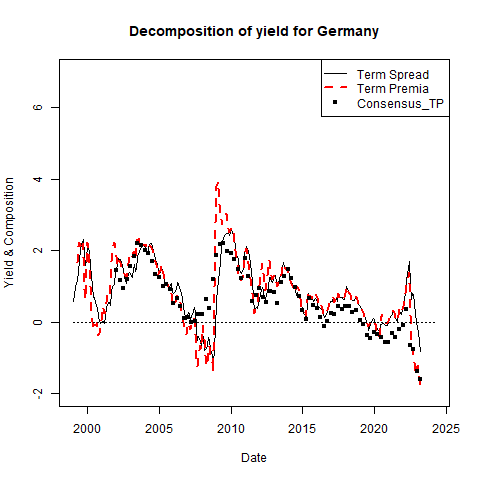 Decomposition of yield for Germany
Term Spread
Term Premia
Consensus_TP
Yield & Composition
6
4
2
0
-2
2000
2005
2010
2015
2020
2025
Date